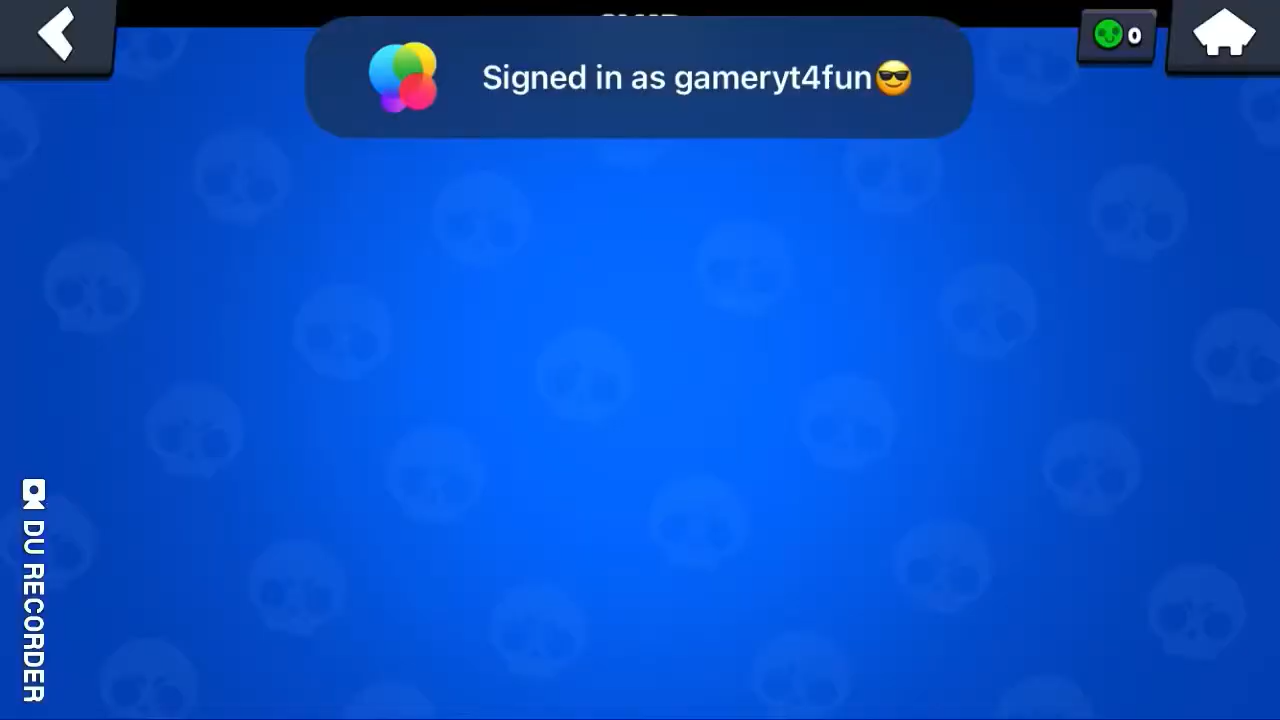 Signed in as gameryt4fun😎
0
DU RECORDER